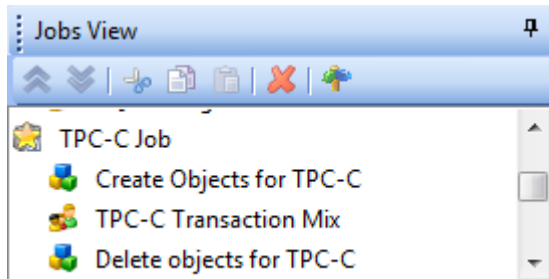 Jobs View
TPC-C Job
Create Objects for TPC-C
TPC-C Transaction Mix
Delete objects for TPC-C